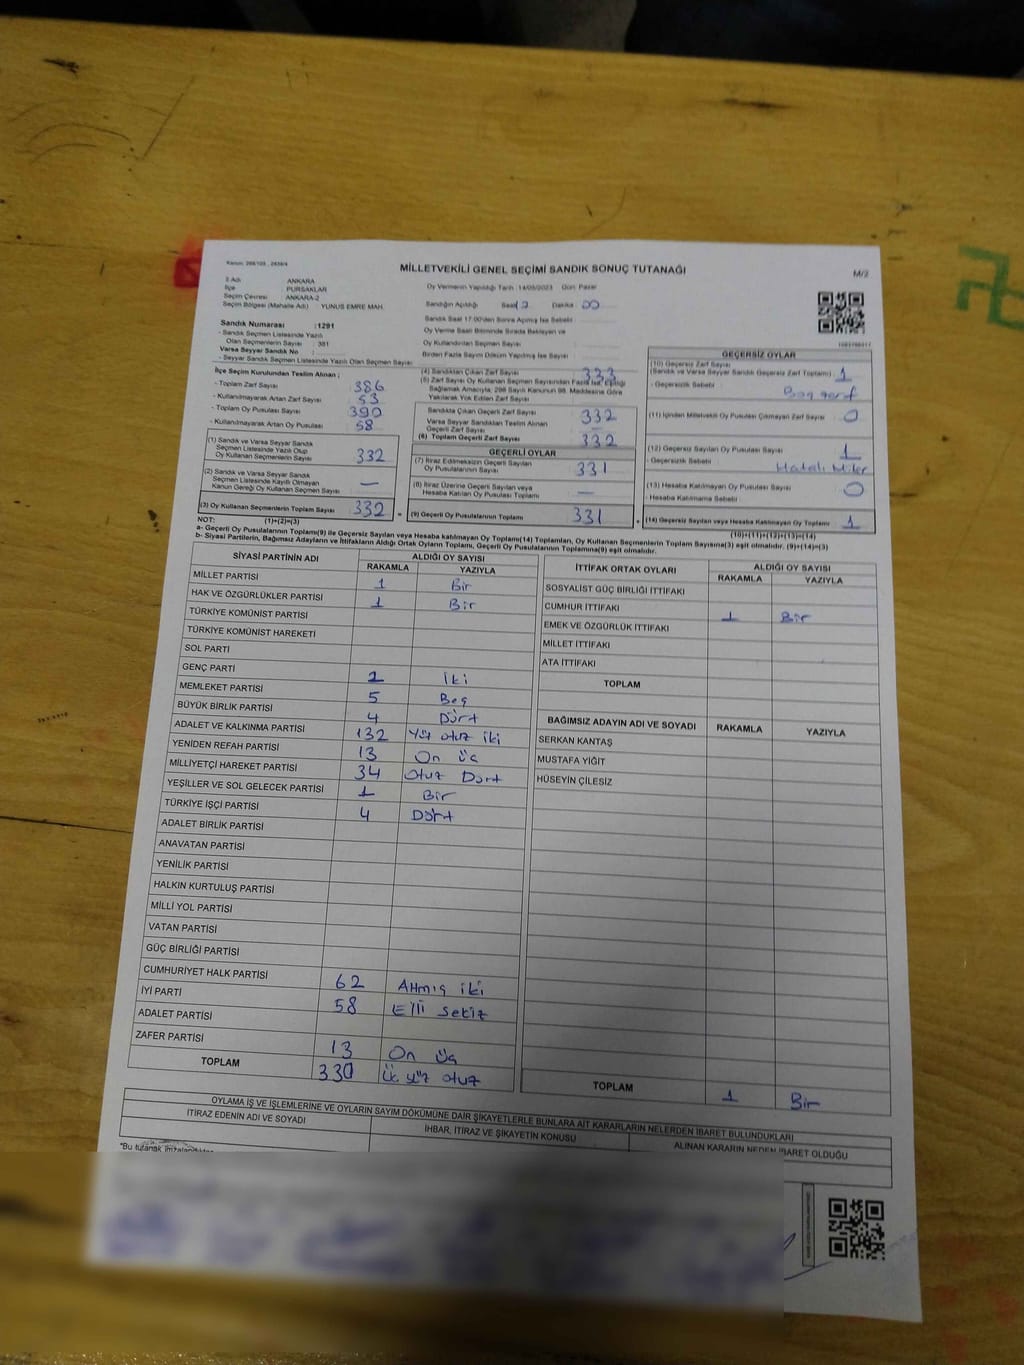 Kanun: 298/105 , 2839/4
MİLLETVEKİLİ GENEL SEÇİMİ SANDIK SONUÇ TUTANAĞI
M/2
İl Adı : ANKARA
İlçe : PURSAKLAR
Seçim Çevresi : ANKARA-2
Seçim Bölgesi (Mahalle Adı) : YUNUS EMRE MAH.
Oy Vermenin Yapıldığı Tarih : 14/05/2023 Gün: Pazar
Sandığın Açıldığı Saat Dakika 00
Sandık Saat 17:00'den Sonra Açılmış İse Sebebi :
Oy Verme Saati Bitiminde Sırada Bekleyen ve
Oy Kullandırılan Seçmen Sayısı
Birden Fazla Sayım Döküm Yapılmış İse Sayısı
Sandık Numarası : 1291
- Sandık Seçmen Listesinde Yazılı
Olan Seçmenlerin Sayısı : 381
Varsa Seyyar Sandık No :
- Seyyar Sandık Seçmen Listesinde Yazılı Olan Seçmen Sayısı:
İlçe Seçim Kurulundan Teslim Alınan ;
- Toplam Zarf Sayısı 386
- Kullanılmayarak Artan Zarf Sayısı 53
- Toplam Oy Pusulası Sayısı 390
- Kullanılmayarak Artan Oy Pusulası 58
(1) Sandık ve Varsa Seyyar Sandık
Seçmen Listesinde Yazılı Olup
Oy Kullanan Seçmenlerin Sayısı 332
(2) Sandık ve Varsa Seyyar Sandık
Seçmen Listesinde Kayıtlı Olmayan
Kanun Gereği Oy Kullanan Seçmen Sayısı —
(3) Oy Kullanan Seçmenlerin Toplam Sayısı 332
(4) Sandıktan Çıkan Zarf Sayısı 333
(5) Zarf Sayısı Oy Kullanan Seçmen Sayısından Fazla İse, Eşitliği
Sağlamak Amacıyla, 298 Sayılı Kanunun 98. Maddesine Göre
Yakılarak Yok Edilen Zarf Sayısı
Sandıkta Çıkan Geçerli Zarf Sayısı 332
Varsa Seyyar Sandıktan Teslim Alınan
Geçerli Zarf Sayısı —
(6) Toplam Geçerli Zarf Sayısı 332
GEÇERLİ OYLAR
(7) İtiraz Edilmeksizin Geçerli Sayılan
Oy Pusulalarının Sayısı 331
(8) İtiraz Üzerine Geçerli Sayılan veya
Hesaba Katılan Oy Pusulası Toplamı —
= (9) Geçerli Oy Pusulalarının Toplamı 331
GEÇERSİZ OYLAR
(10) Geçersiz Zarf Sayısı
(Sandık ve Varsa Seyyar Sandık Geçersiz Zarf Toplamı) : 1
- Geçersizlik Sebebi : Boş zarf
(11) İçinden Milletvekili Oy Pusulası Çıkmayan Zarf Sayısı 0
(12) Geçersiz Sayılan Oy Pusulası Sayısı 1
- Geçersizlik Sebebi : Hatalı
(13) Hesaba Katılmayan Oy Pusulası Sayısı 0
- Hesaba Katılmama Sebebi :
+ (14) Geçersiz Sayılan veya Hesaba Katılmayan Oy Toplamı 1
NOT: (1)+(2)=(3) (10)+(11)+(12)+(13)=(14)
a- Geçerli Oy Pusulalarının Toplamı(9) ile Geçersiz Sayılan veya Hesaba katılmayan Oy Toplamı(14) Toplamları, Oy Kullanan Seçmenlerin Toplam Sayısına(3) eşit olmalıdır. (9)+(14)=(3)
b- Siyasi Partilerin, Bağımsız Adayların ve İttifakların Aldığı Ortak Oyların Toplamı, Geçerli Oy Pusulalarının Toplamına(9) eşit olmalıdır.
SİYASİ PARTİNİN ADI ALDIĞI OY SAYISI
RAKAMLA YAZIYLA
MİLLET PARTİSİ 1 Bir
HAK VE ÖZGÜRLÜKLER PARTİSİ 1 Bir
TÜRKİYE KOMÜNİST PARTİSİ
TÜRKİYE KOMÜNİST HAREKETİ
SOL PARTİ
GENÇ PARTİ 2 İki
MEMLEKET PARTİSİ 5 Beş
BÜYÜK BİRLİK PARTİSİ 4 Dört
ADALET VE KALKINMA PARTİSİ 132 Yüz otuz iki
YENİDEN REFAH PARTİSİ 13 On üç
MİLLİYETÇİ HAREKET PARTİSİ 34 Otuz Dört
YEŞİLLER VE SOL GELECEK PARTİSİ 1 Bir
TÜRKİYE İŞÇİ PARTİSİ 4 Dört
ADALET BİRLİK PARTİSİ
ANAVATAN PARTİSİ
YENİLİK PARTİSİ
HALKIN KURTULUŞ PARTİSİ
MİLLİ YOL PARTİSİ
VATAN PARTİSİ
GÜÇ BİRLİĞİ PARTİSİ
CUMHURİYET HALK PARTİSİ 62 Atmış iki
İYİ PARTİ 58 Elli Sekiz
ADALET PARTİSİ
ZAFER PARTİSİ 13 On üç
TOPLAM 330 Üç yüz otuz
İTTİFAK ORTAK OYLARI ALDIĞI OY SAYISI
RAKAMLA YAZIYLA
SOSYALİST GÜÇ BİRLİĞİ İTTİFAKI
CUMHUR İTTİFAKI 1 Bir
EMEK VE ÖZGÜRLÜK İTTİFAKI
MİLLET İTTİFAKI
ATA İTTİFAKI
TOPLAM
BAĞIMSIZ ADAYIN ADI VE SOYADI RAKAMLA YAZIYLA
SERKAN KANTAŞ
MUSTAFA YİĞİT
HÜSEYİN ÇİLESİZ
TOPLAM 1 Bir
OYLAMA İŞ VE İŞLEMLERİNE VE OYLARIN SAYIM DÖKÜMÜNE DAİR ŞİKAYETLERLE BUNLARA AİT KARARLARIN NELERDEN İBARET BULUNDUKLARI
İTİRAZ EDENİN ADI VE SOYADI İHBAR, İTİRAZ VE ŞİKAYETİN KONUSU ALINAN KARARIN NEDEN İBARET OLDUĞU
"Bu tutanak